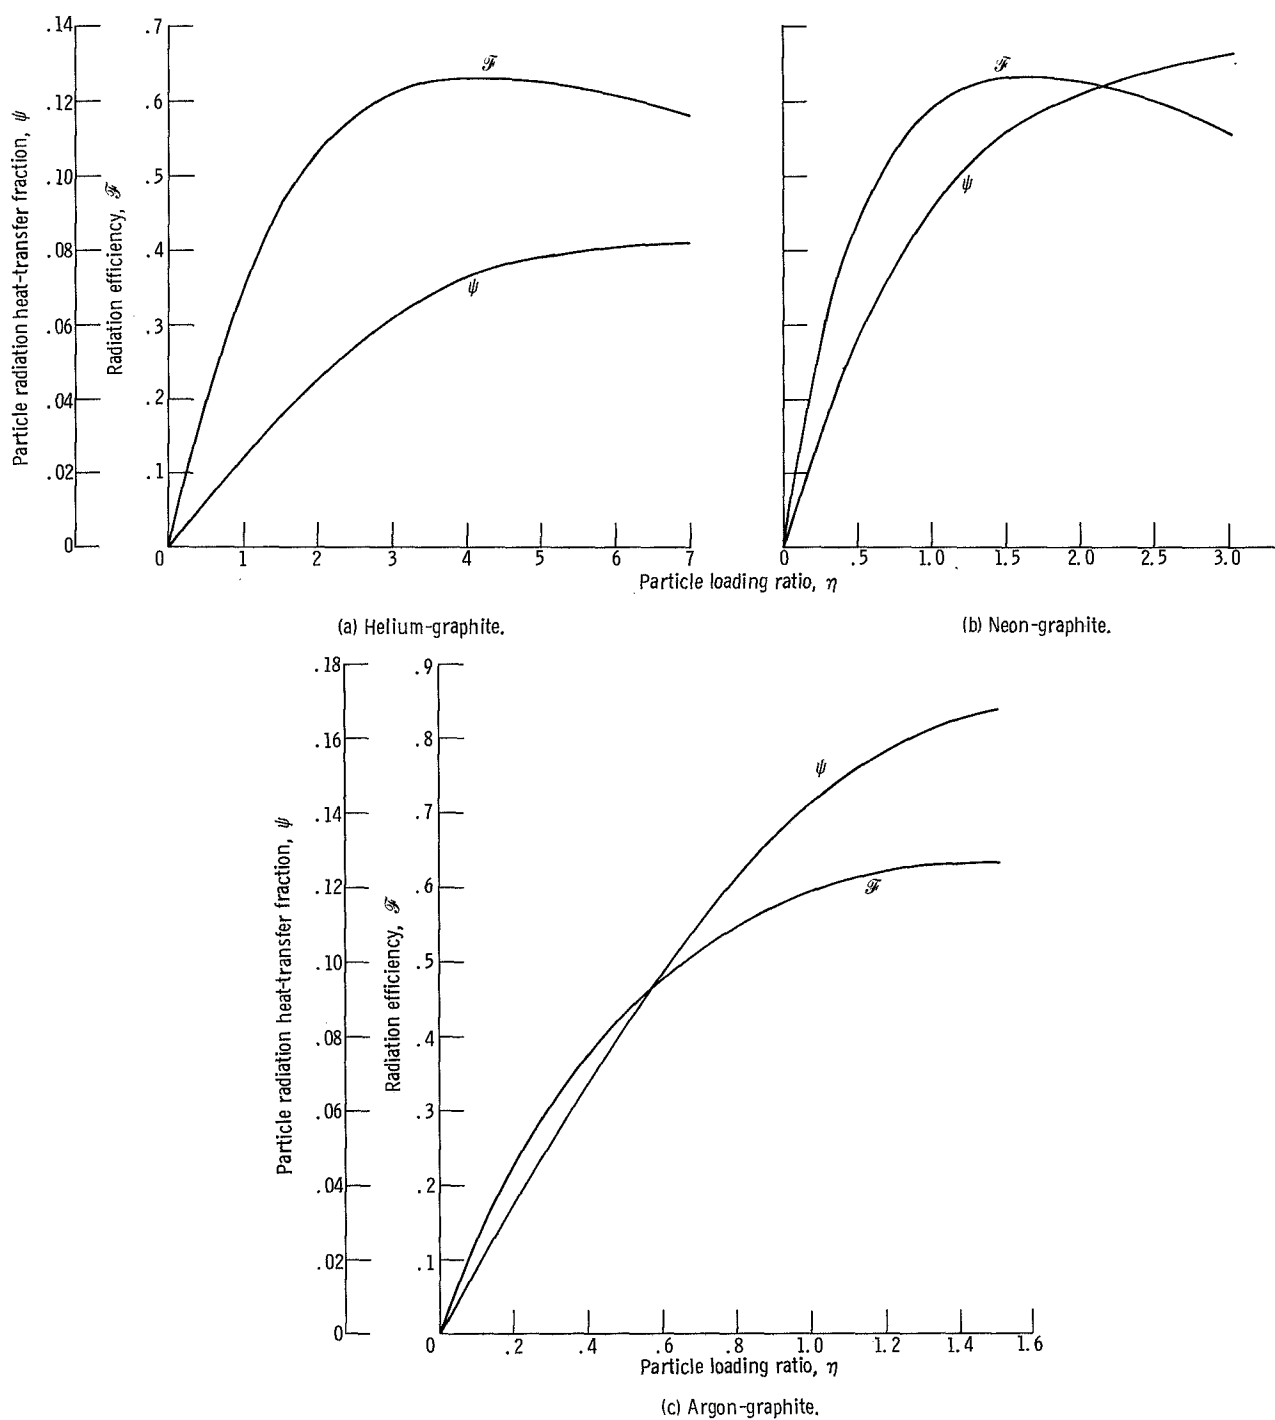 .14
.12
.10
.08
.06
.04
.02
0
Particle radiation heat-transfer fraction, ψ
.7
.6
.5
.4
.3
.2
.1
Radiation efficiency, ℱ
ℱ
ψ
0 1 2 3 4 5 6 7
ℱ
ψ
0 .5 1.0 1.5 2.0 2.5 3.0
Particle loading ratio, η
(a) Helium-graphite.
(b) Neon-graphite.
.18
.16
.14
.12
.10
.08
.06
.04
.02
0
Particle radiation heat-transfer fraction, ψ
.9
.8
.7
.6
.5
.4
.3
.2
.1
Radiation efficiency, ℱ
ψ
ℱ
0 .2 .4 .6 .8 1.0 1.2 1.4 1.6
Particle loading ratio, η
(c) Argon-graphite.